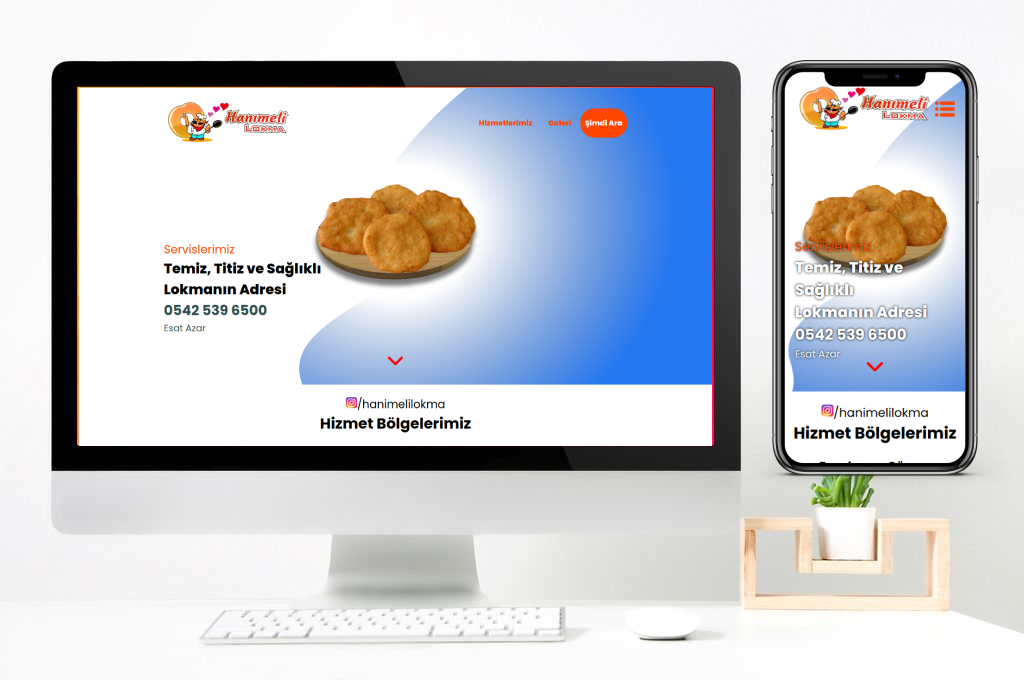 Hanımeli
Lokma
Hizmetlerimiz
Galeri
Şimdi Ara
Servislerimiz
Temiz, Titiz ve Sağlıklı
Lokmanın Adresi
0542 539 6500
Esat Azar
/hanimelilokma
Hizmet Bölgelerimiz
Hanımeli
Lokma
Servislerimiz
Temiz, Titiz ve
Sağlıklı
Lokmanın Adresi
0542 539 6500
Esat Azar
/hanimelilokma
Hizmet Bölgelerimiz